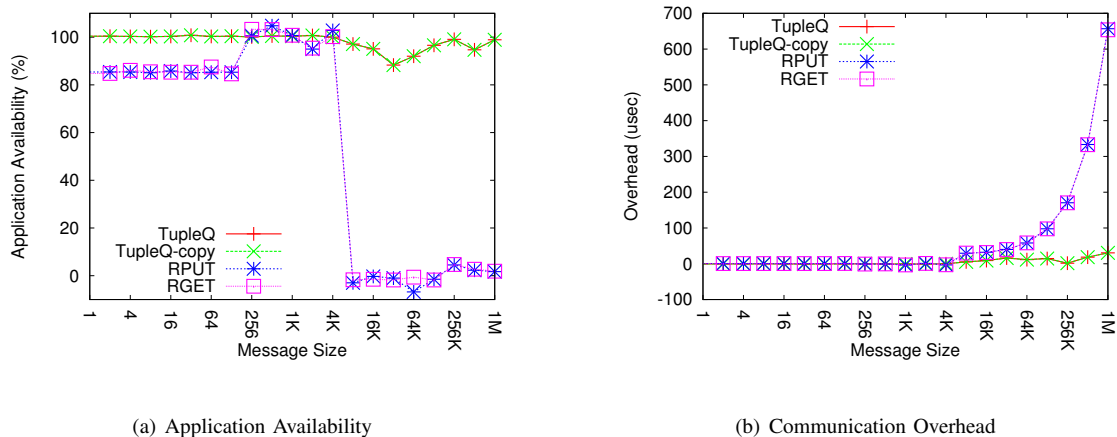 Application Availability (%)
100
80
60
40
20
0
TupleQ
TupleQ-copy
RPUT
RGET
1
4
16
64
256
1K
4K
16K
64K
256K
1M
Message Size
(a) Application Availability
Overhead (usec)
700
600
500
400
300
200
100
0
-100
TupleQ
TupleQ-copy
RPUT
RGET
1
4
16
64
256
1K
4K
16K
64K
256K
1M
Message Size
(b) Communication Overhead